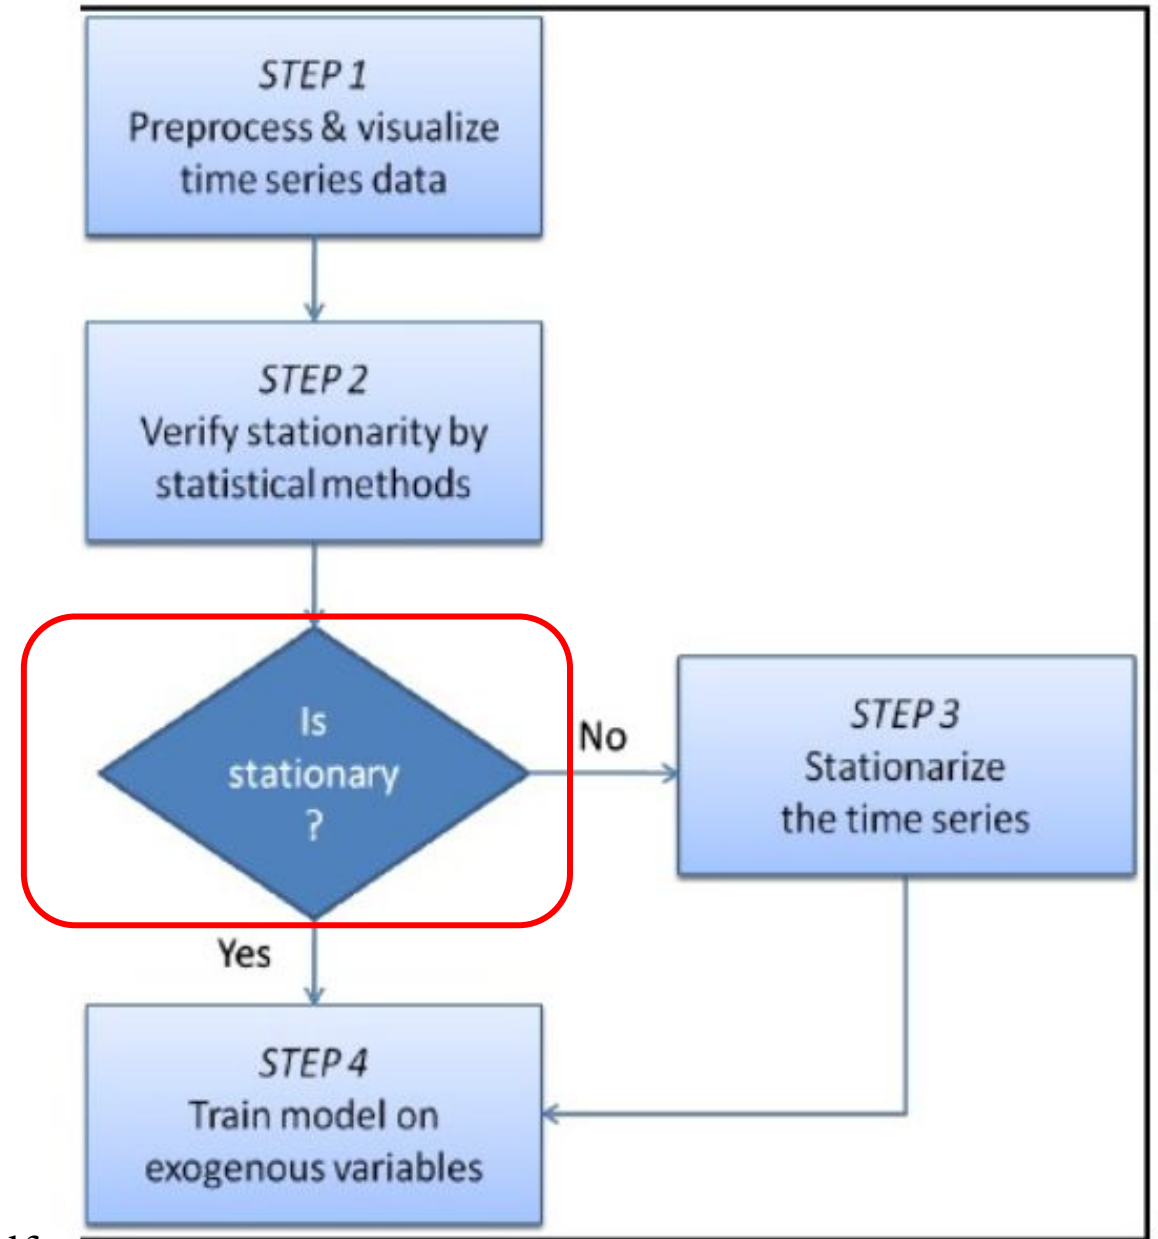 STEP 1
Preprocess & visualize
time series data
STEP 2
Verify stationarity by
statistical methods
Is
stationary
?
No
STEP 3
Stationarize
the time series
Yes
STEP 4
Train model on
exogenous variables